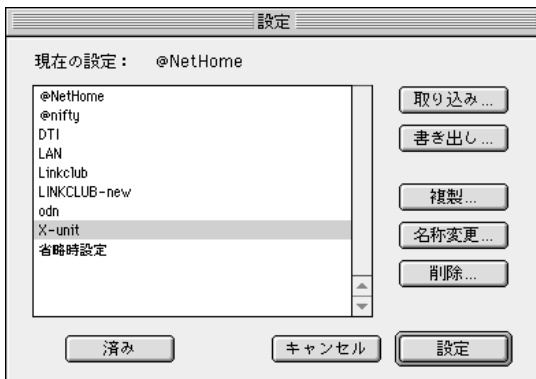 設定
現在の設定： @NetHome
@NetHome
@nifty
DTI
LAN
Linkclub
LINKCLUB-new
odn
X-unit
省略時設定
取り込み...
書き出し...
複製...
名称変更...
削除...
済み
キャンセル
設定